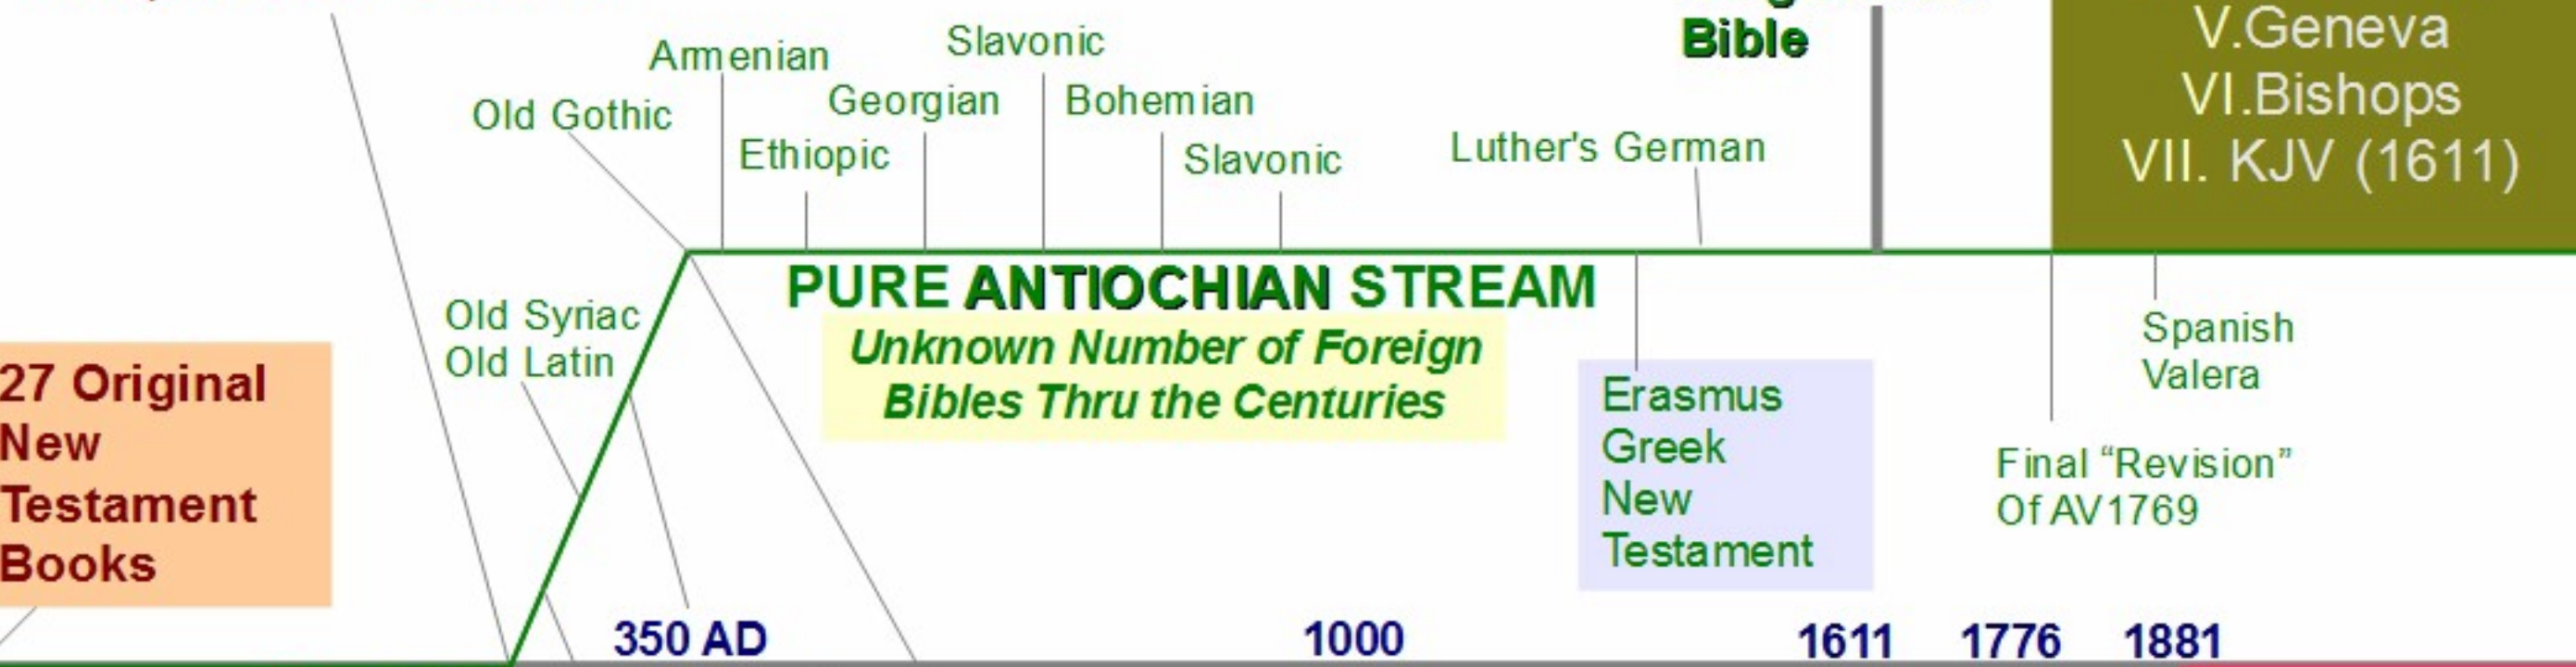 Bible
V.Geneva
VI.Bishops
VII. KJV (1611)
Slavonic
Armenian
Georgian
Bohemian
Old Gothic
Ethiopic
Slavonic
Luther's German
PURE ANTIOCHIAN STREAM
Unknown Number of Foreign
Bibles Thru the Centuries
Old Syriac
Old Latin
27 Original
New
Testament
Books
Erasmus
Greek
New
Testament
Spanish
Valera
Final “Revision”
Of AV1769
350 AD
1000
1611
1776
1881